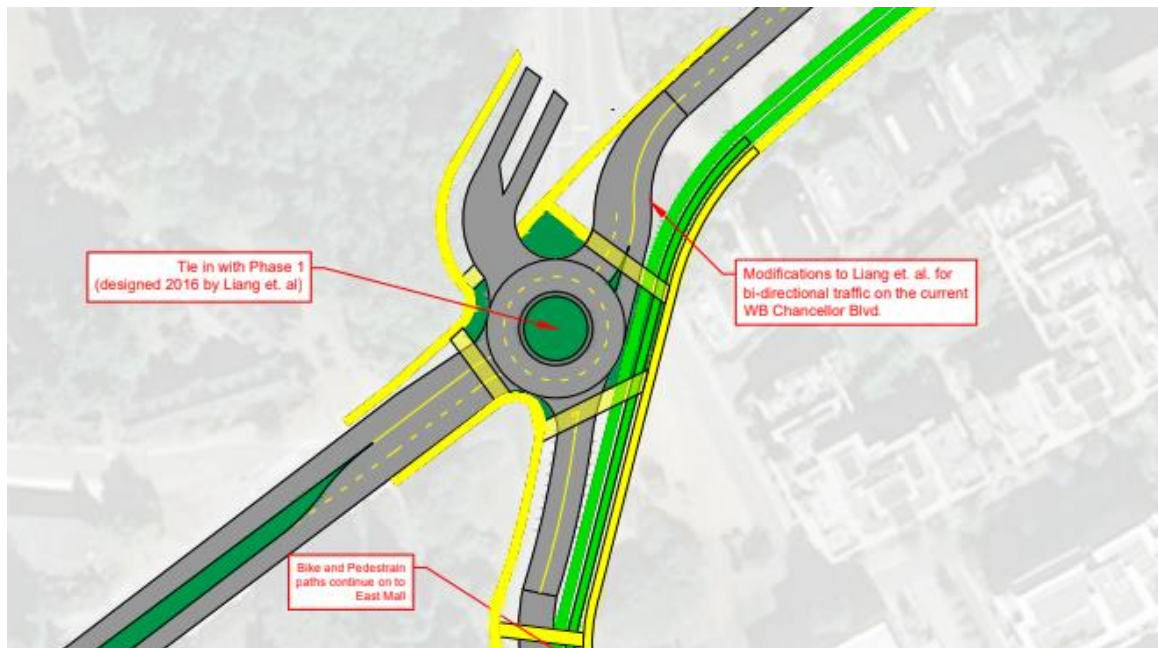 Tie in with Phase 1
(designed 2016 by Liang et. al)
Modifications to Liang et. al. for
bi-directional traffic on the current
WB Chancellor Blvd.
Bike and Pedestrain
paths continue on to
East Mall